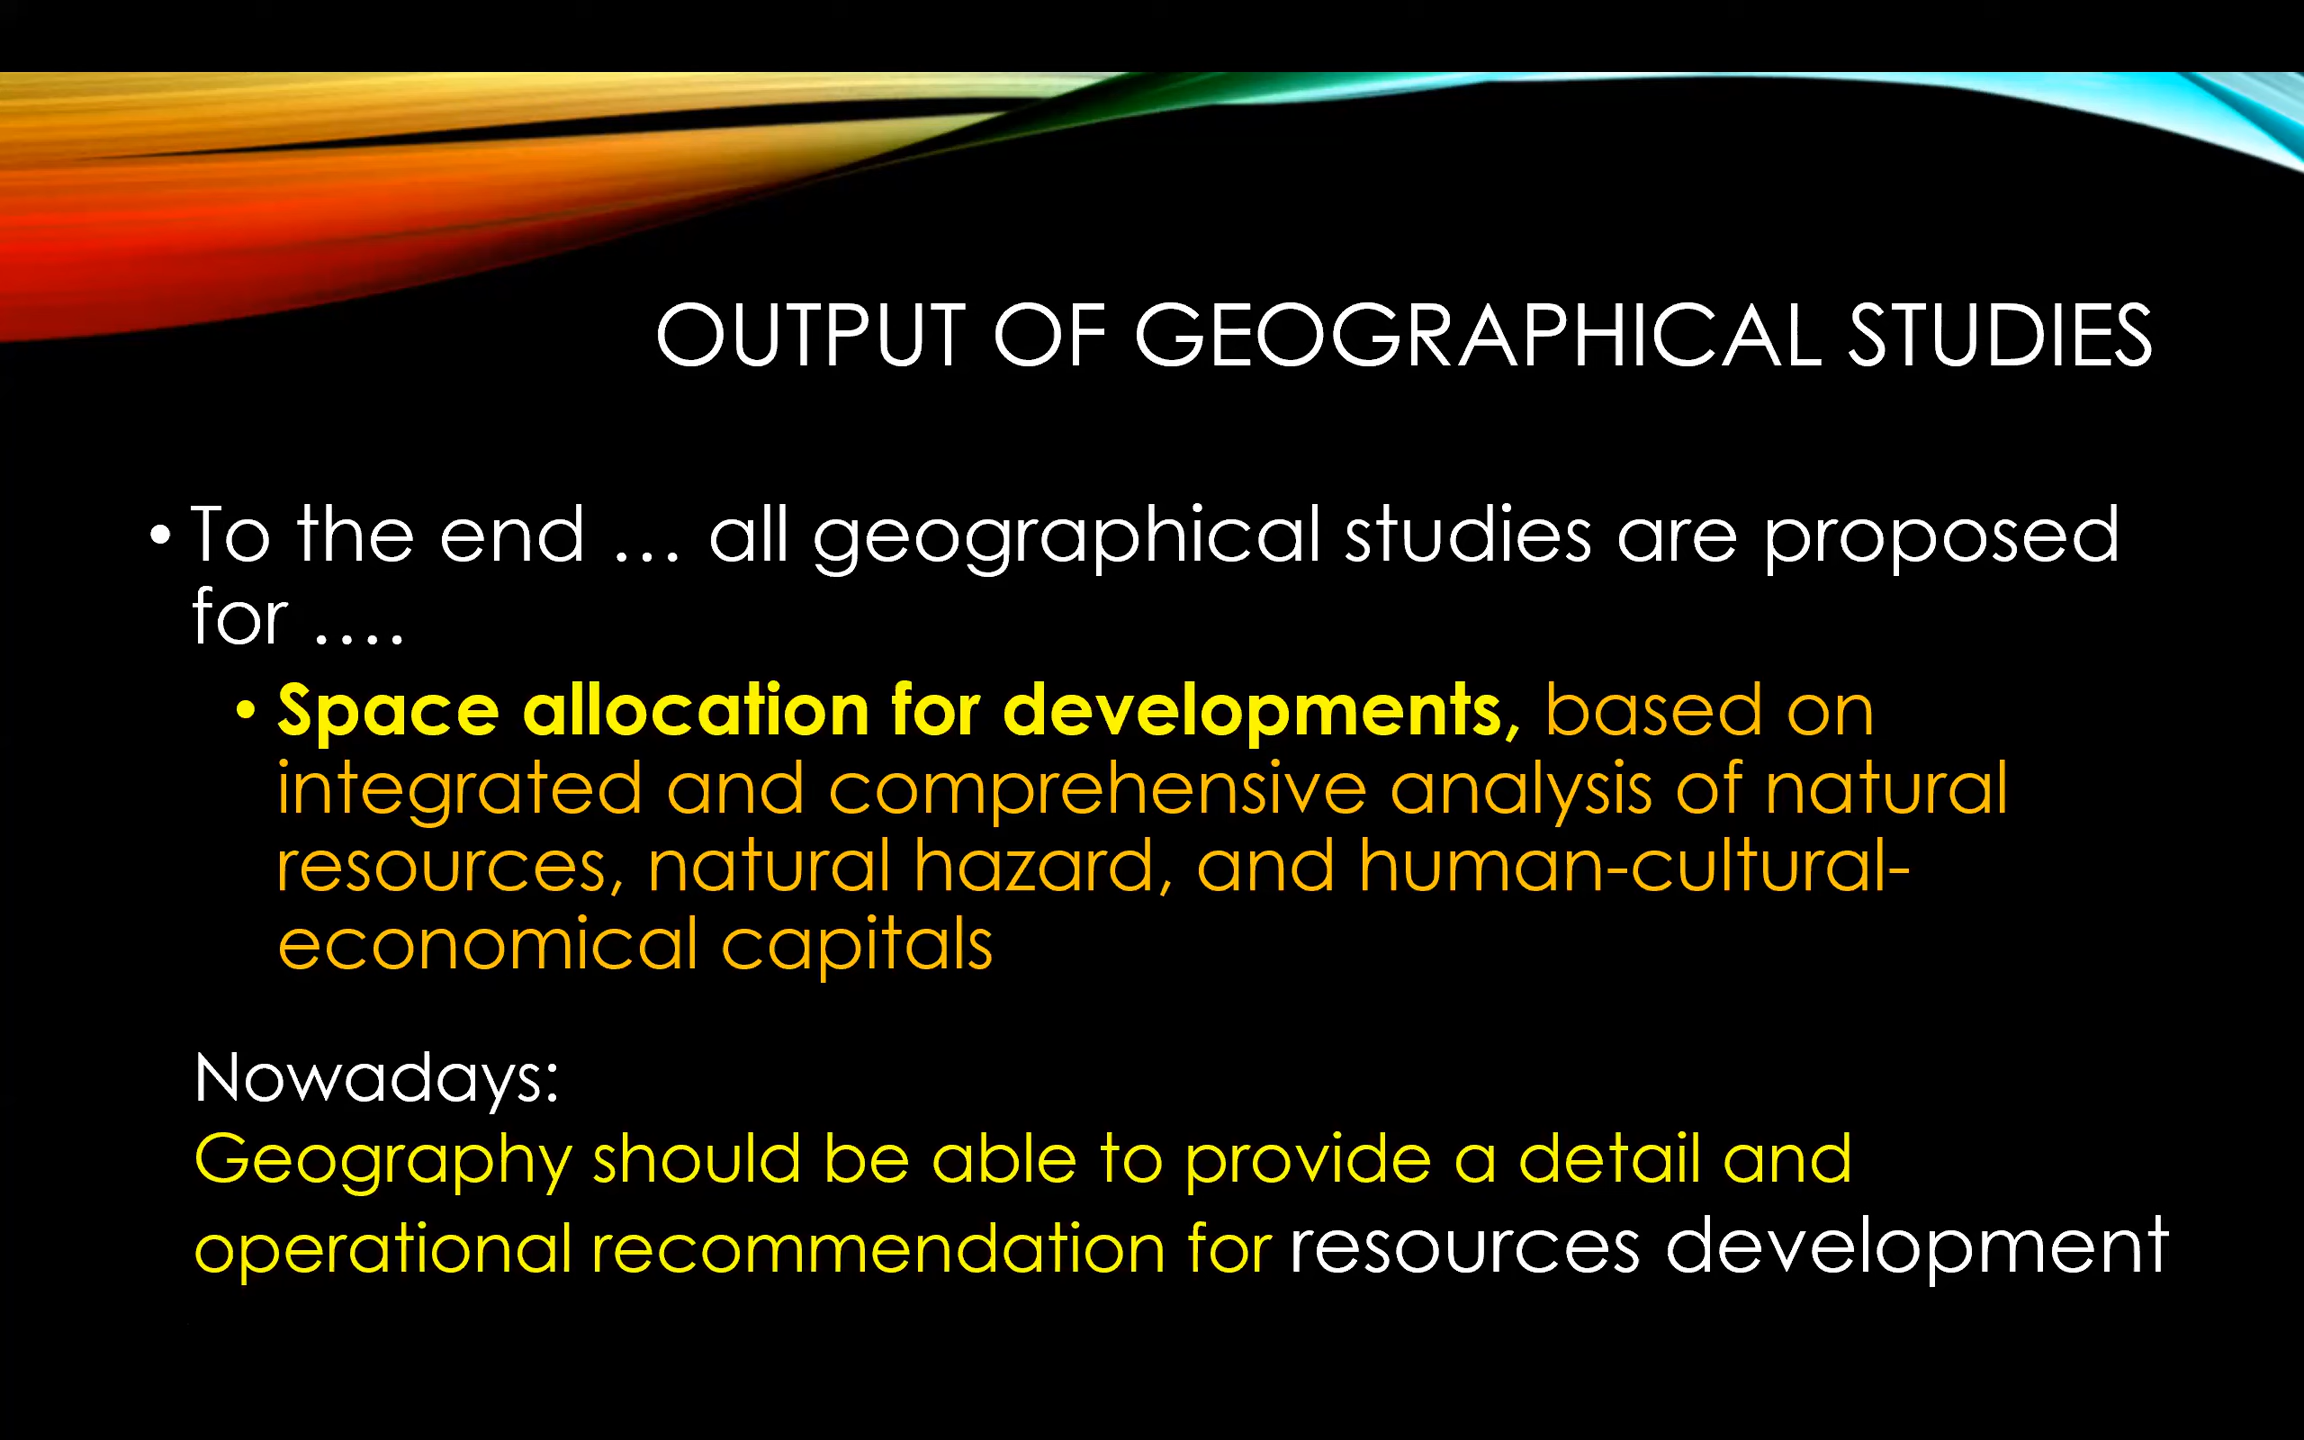 OUTPUT OF GEOGRAPHICAL STUDIES
• To the end … all geographical studies are proposed
for ….
• Space allocation for developments, based on
integrated and comprehensive analysis of natural
resources, natural hazard, and human-cultural-
economical capitals
Nowadays:
Geography should be able to provide a detail and
operational recommendation for resources development